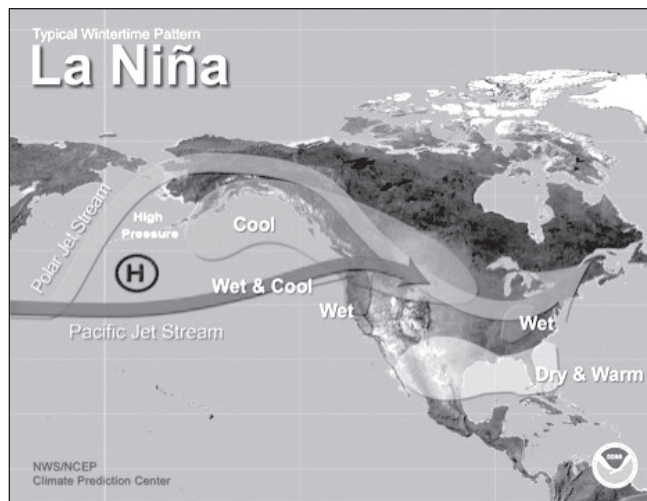 Typical Wintertime Pattern
La Niña
Polar Jet Stream
High
Pressure
Cool
H
Wet & Cool
Wet
Pacific Jet Stream
Wet
Dry & Warm
NWS/NCEP
Climate Prediction Center
noaa